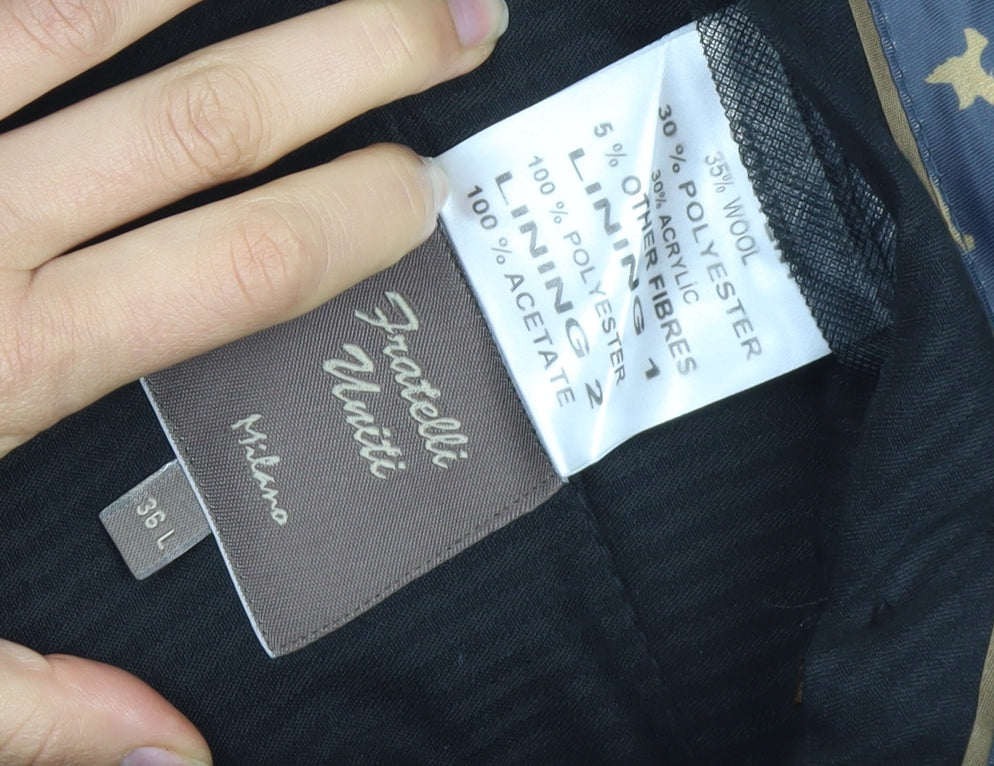 35% WOOL
30 % POLYESTER
30% ACRYLIC
5 % OTHER FIBRES
LINING 1
100 % POLYESTER
LINING 2
100 % ACETATE
Fratelli
Uniti
Milano
36 L